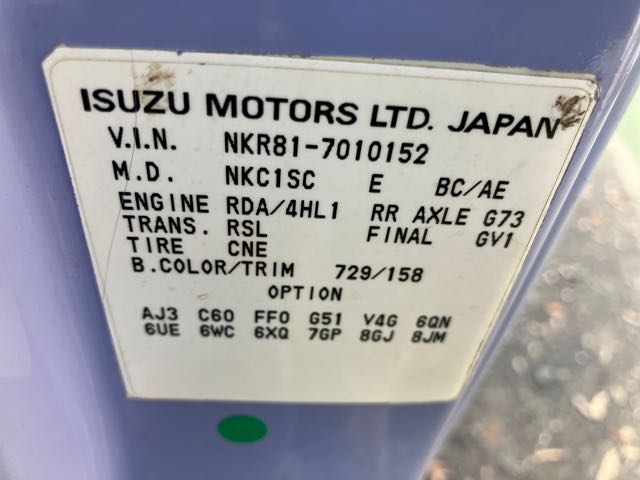 ISUZU MOTORS LTD. JAPAN
V.I.N. NKR81-7010152
M.D. NKC1SC E BC/AE
ENGINE RDA/4HL1 RR AXLE G73
TRANS. RSL FINAL GV1
TIRE CNE
B.COLOR/TRIM 729/158
OPTION
AJ3 C60 FF0 G51 V4G 6QN
6UE 6WC 6XQ 7GP 8GJ 8JM